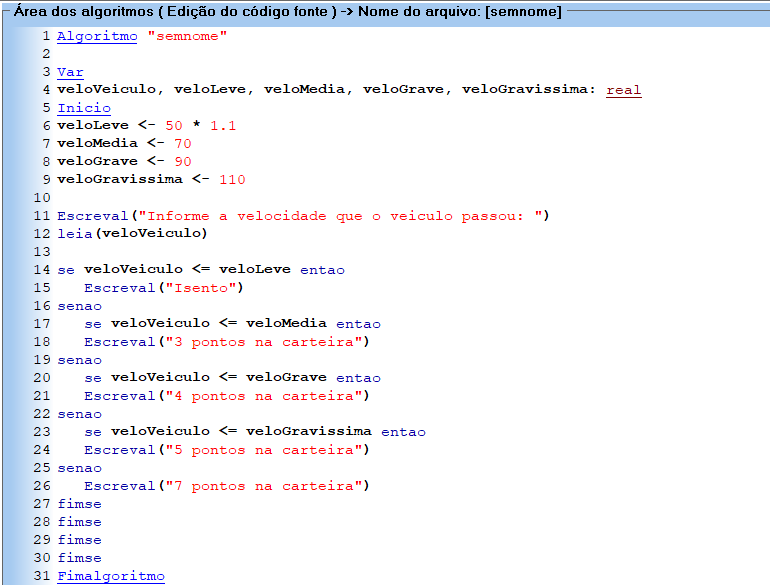 Área dos algoritmos ( Edição do código fonte ) -> Nome do arquivo: [semnome]
1 Algoritmo "semnome"
2
3 Var
4 veloVeiculo, veloLeve, veloMedia, veloGrave, veloGravissima: real
5 Inicio
6 veloLeve <- 50 * 1.1
7 veloMedia <- 70
8 veloGrave <- 90
9 veloGravissima <- 110
10
11 Escreval("Informe a velocidade que o veiculo passou: ")
12 leia(veloVeiculo)
13
14 se veloVeiculo <= veloLeve entao
15    Escreval("Isento")
16 senao
17    se veloVeiculo <= veloMedia entao
18    Escreval("3 pontos na carteira")
19 senao
20    se veloVeiculo <= veloGrave entao
21    Escreval("4 pontos na carteira")
22 senao
23    se veloVeiculo <= veloGravissima entao
24    Escreval("5 pontos na carteira")
25 senao
26    Escreval("7 pontos na carteira")
27 fimse
28 fimse
29 fimse
30 fimse
31 Fimalgoritmo